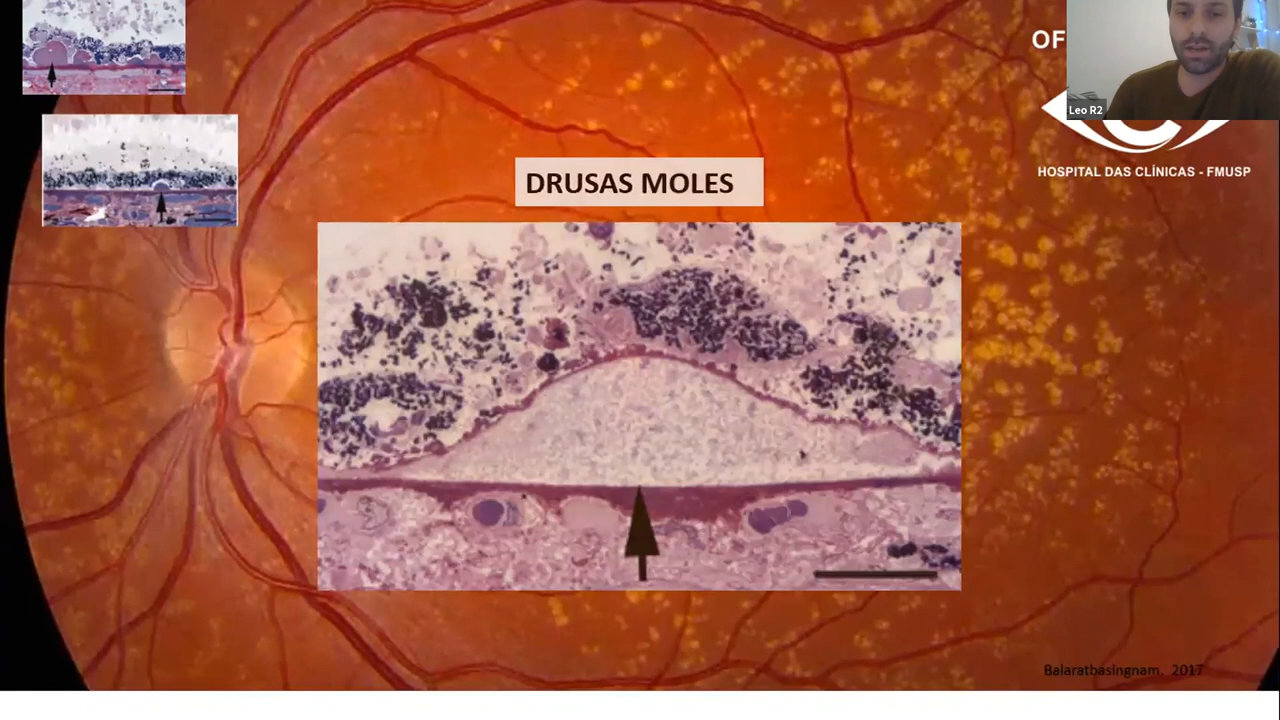 OF
Leo R2
HOSPITAL DAS CLÍNICAS - FMUSP
DRUSAS MOLES
Balaratbasingnam, 2017